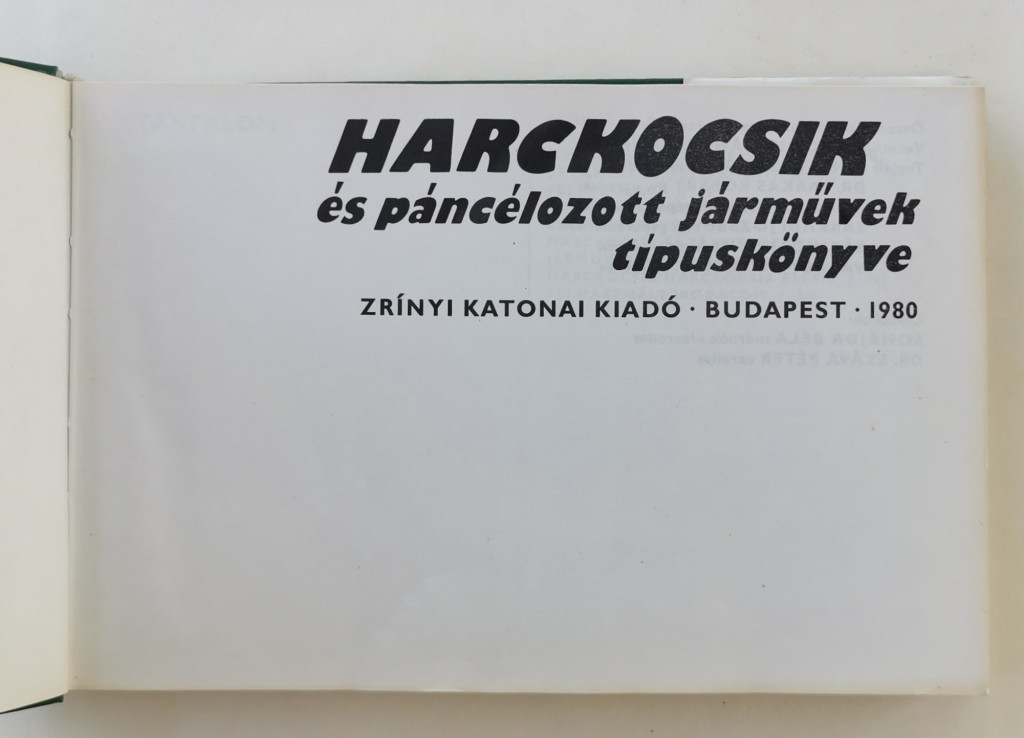 HARCKOCSIK
és páncélozott járművek
típuskönyve
ZRÍNYI KATONAI KIADÓ · BUDAPEST · 1980